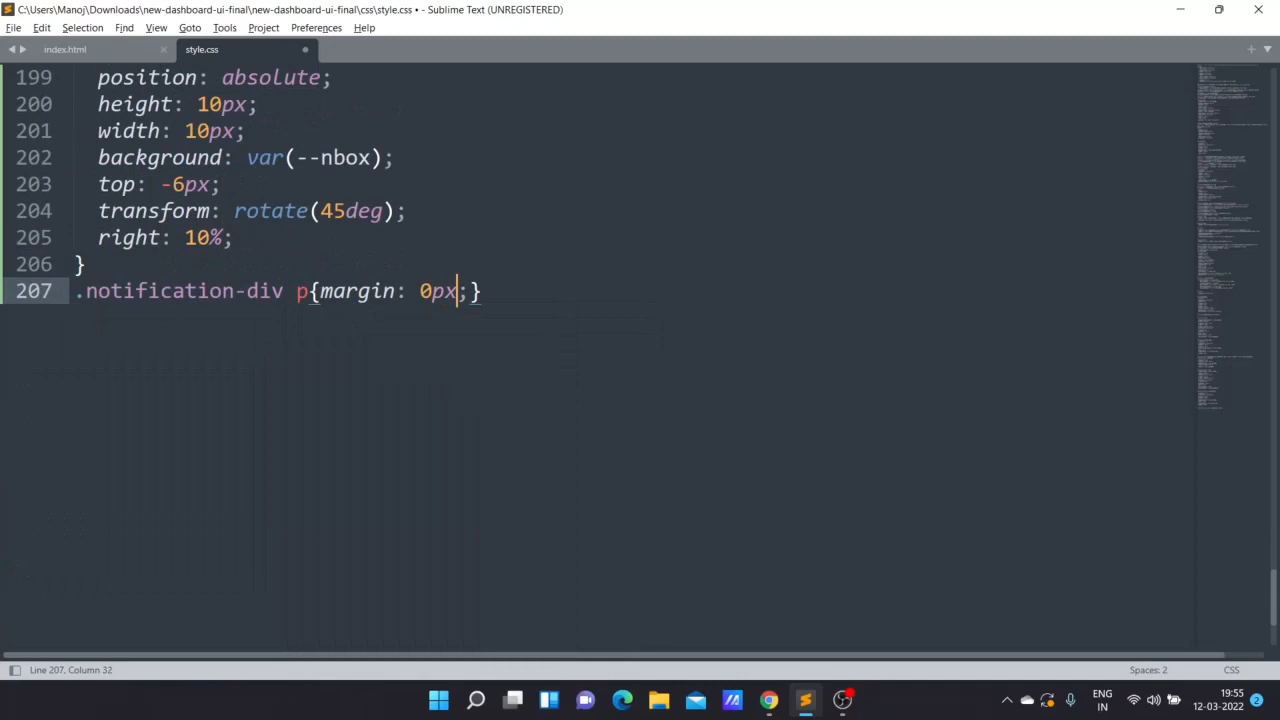 C:\Users\Manoj\Downloads\new-dashboard-ui-final\new-dashboard-ui-final\css\style.css • - Sublime Text (UNREGISTERED)
File Edit Selection Find View Goto Tools Project Preferences Help
index.html style.css
199 position: absolute;
200 height: 10px;
201 width: 10px;
202 background: var(--nbox);
203 top: -6px;
204 transform: rotate(45deg);
205 right: 10%;
206 }
207 .notification-div p{margin: 0px;}
Line 207, Column 32 Spaces: 2 CSS
ENG 19:55
IN 12-03-2022 2